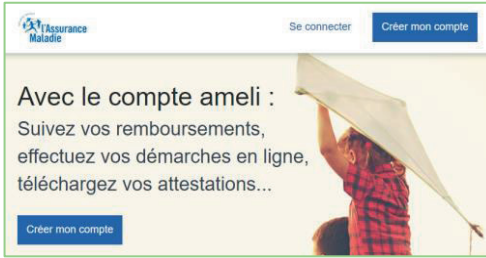 l'Assurance
Maladie
Se connecter
Créer mon compte
Avec le compte ameli :
Suivez vos remboursements,
effectuez vos démarches en ligne,
téléchargez vos attestations...
Créer mon compte